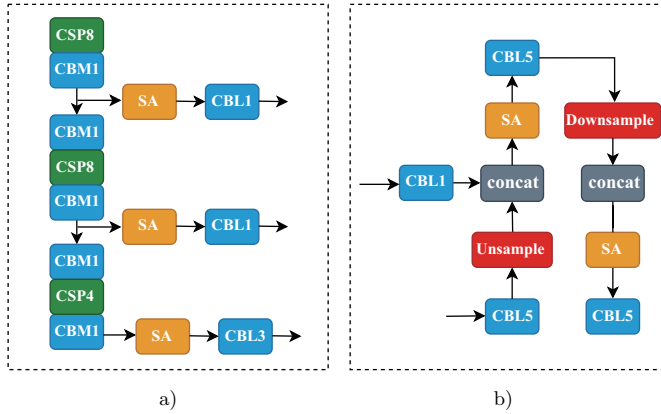 CSP8
CBM1
SA
CBL1
CBM1
CSP8
CBM1
SA
CBL1
CBM1
CSP4
CBM1
SA
CBL3
a)
CBL5
SA
Downsample
CBL1
concat
concat
Unsample
SA
CBL5
CBL5
b)